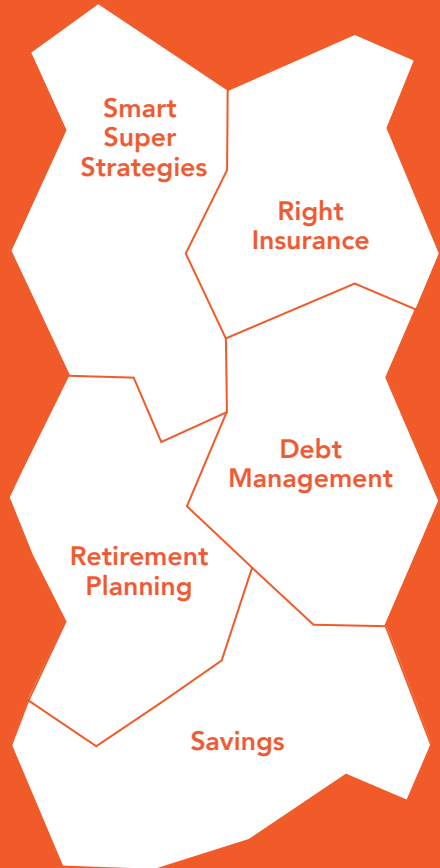 Smart
Super
Strategies
Right
Insurance
Debt
Management
Retirement
Planning
Savings